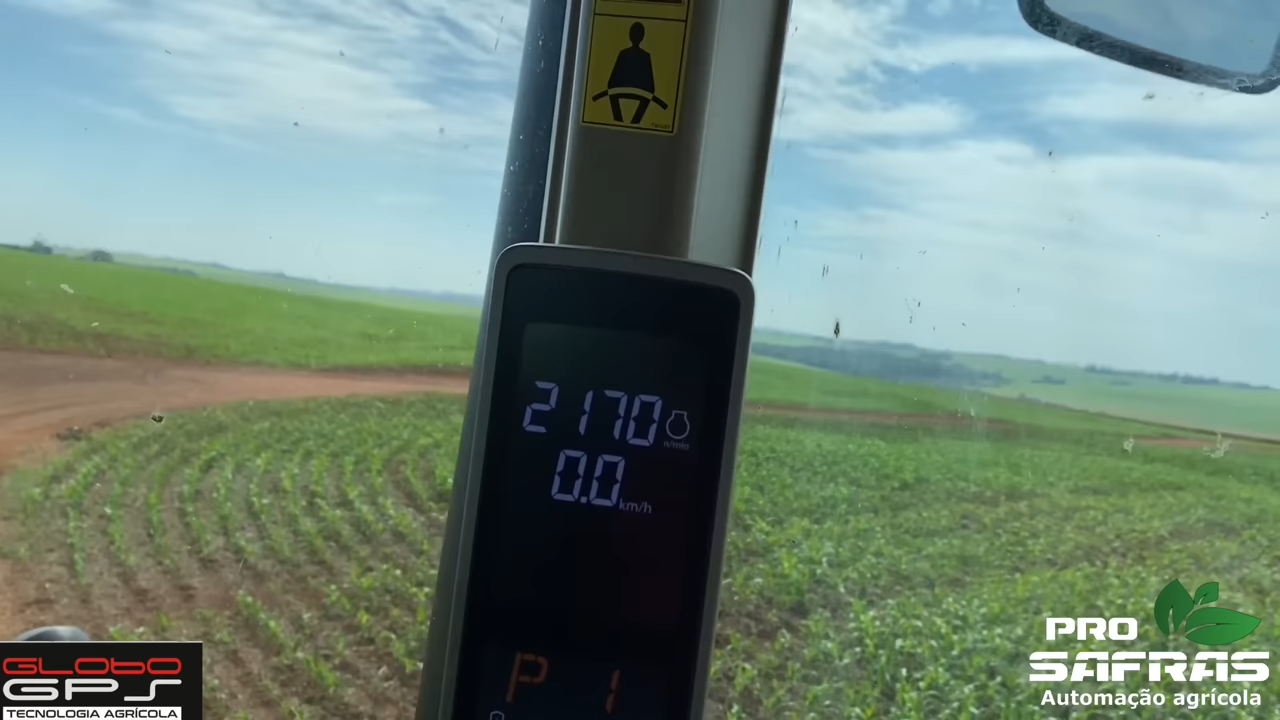 2170
n/min
0.0 km/h
P 1
GLOBO
GPS
TECNOLOGIA AGRÍCOLA
PRO
SAFRAS
Automação agrícola